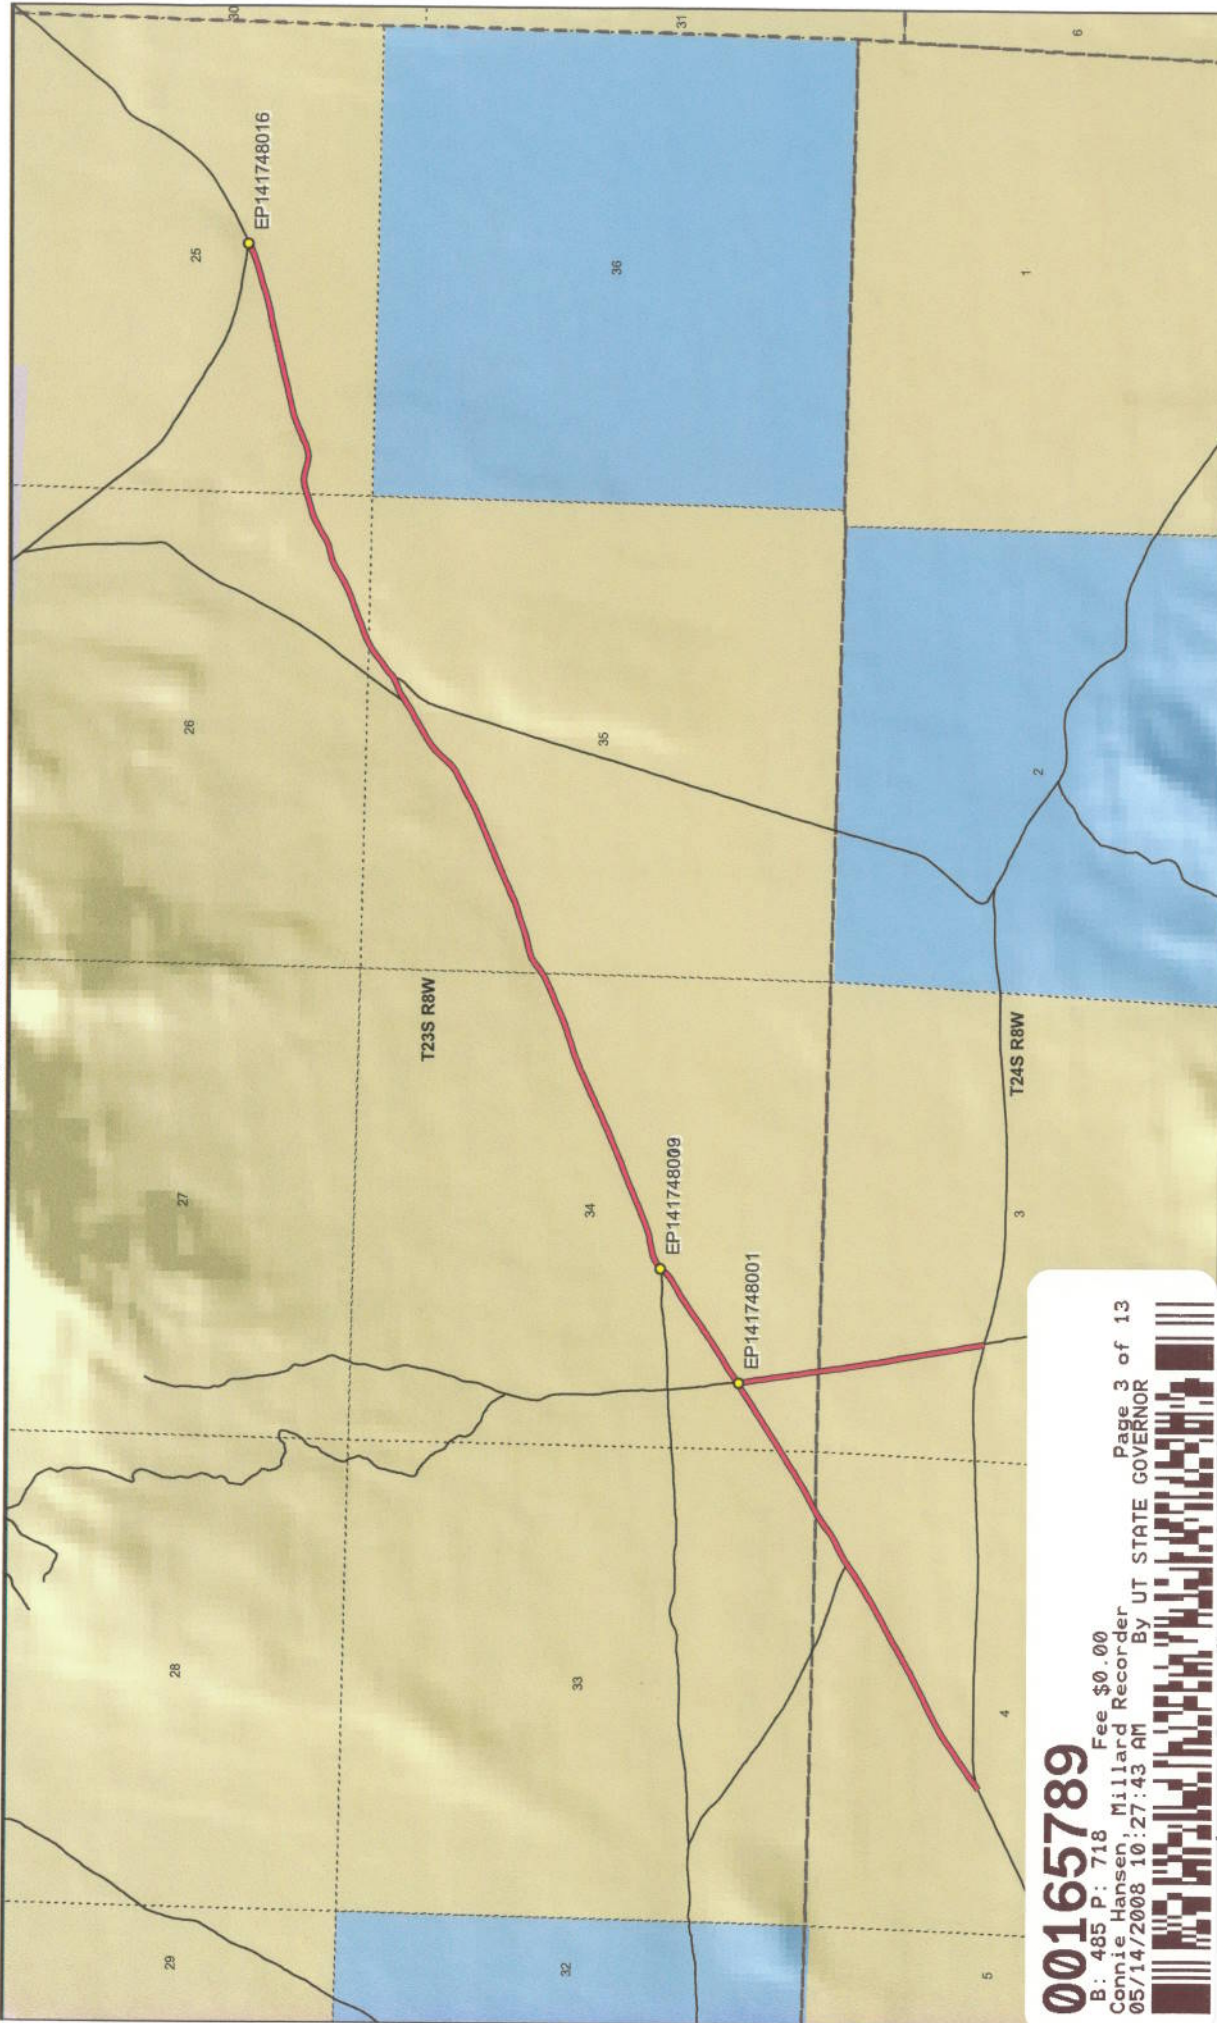 30
25
EP141748016
31
6
36
1
26
35
2
T23S R8W
T24S R8W
27
34
EP141748009
EP141748001
3
28
33
4
29
32
5
00165789
B: 485 P: 718 Fee $0.00
Connie Hansen, Millard Recorder Page 3 of 13
05/14/2008 10:27:43 AM By UT STATE GOVERNOR